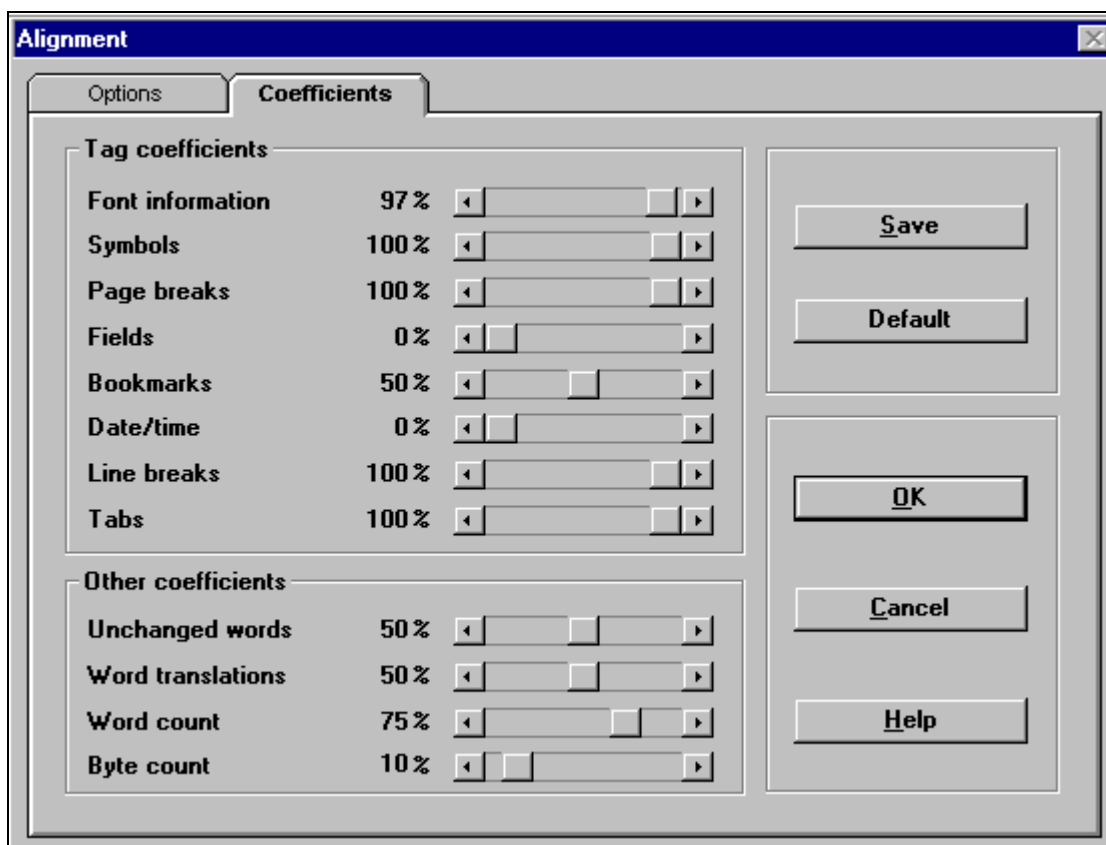 Alignment
Options Coefficients
Tag coefficients
Font information 97%
Symbols 100%
Page breaks 100%
Fields 0%
Bookmarks 50%
Date/time 0%
Line breaks 100%
Tabs 100%
Other coefficients
Unchanged words 50%
Word translations 50%
Word count 75%
Byte count 10%
Save
Default
OK
Cancel
Help